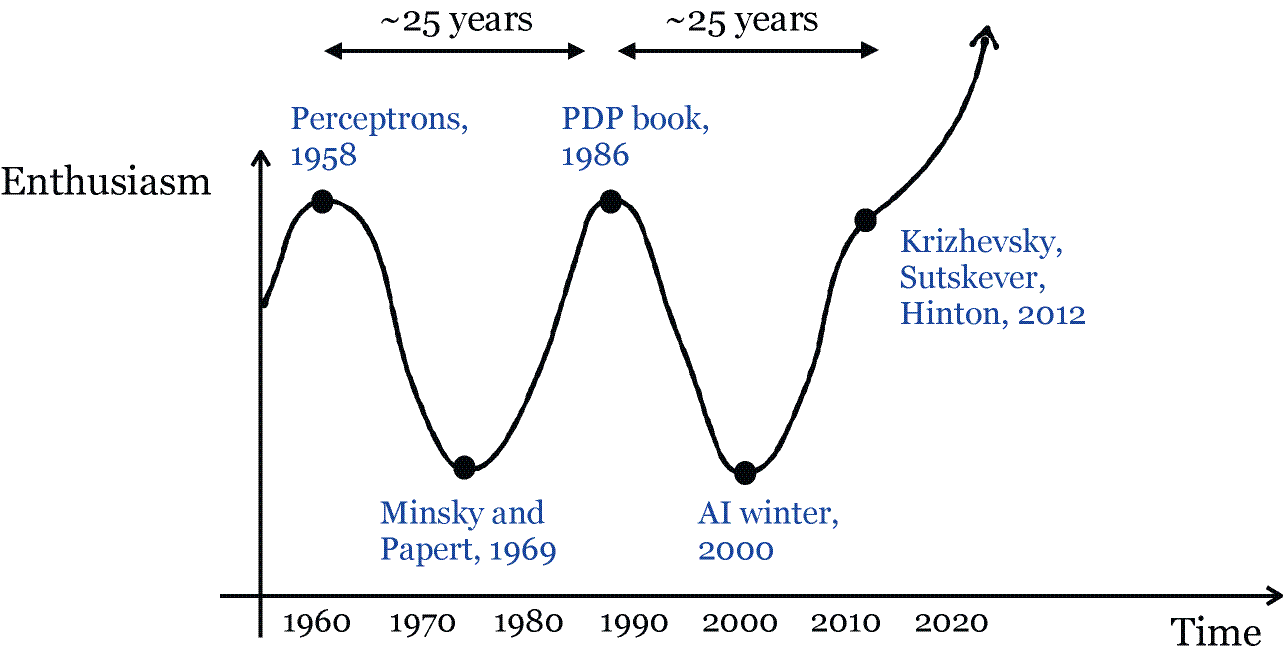 ~25 years
~25 years
Perceptrons,
1958
PDP book,
1986
Enthusiasm
Krizhevsky,
Sutskever,
Hinton, 2012
Minsky and
Papert, 1969
AI winter,
2000
1960 1970 1980 1990 2000 2010 2020
Time